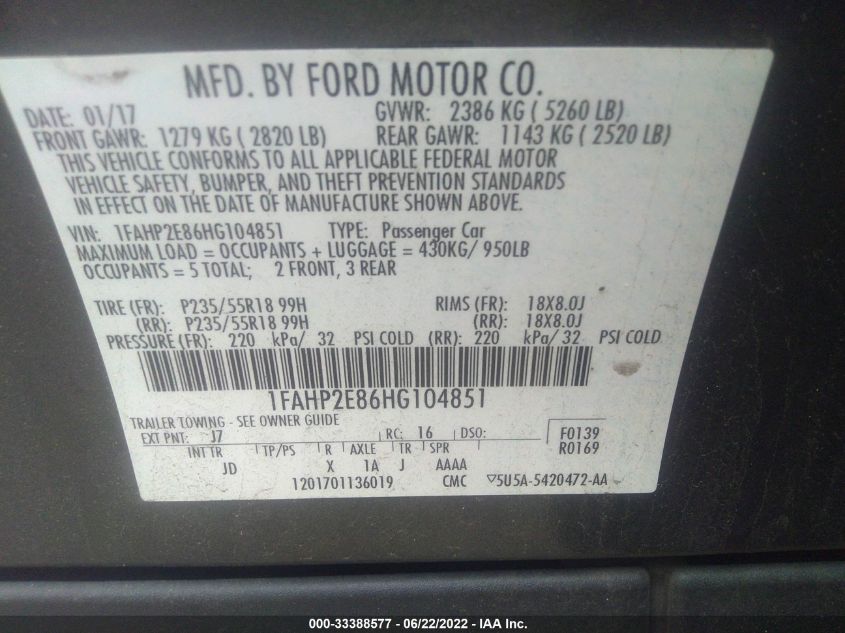 MFD. BY FORD MOTOR CO.
DATE: 01/17 GVWR: 2386 KG ( 5260 LB)
FRONT GAWR: 1279 KG ( 2820 LB) REAR GAWR: 1143 KG ( 2520 LB)
THIS VEHICLE CONFORMS TO ALL APPLICABLE FEDERAL MOTOR
VEHICLE SAFETY, BUMPER, AND THEFT PREVENTION STANDARDS
IN EFFECT ON THE DATE OF MANUFACTURE SHOWN ABOVE.
VIN: 1FAHP2E86HG104851 TYPE: Passenger Car
MAXIMUM LOAD = OCCUPANTS + LUGGAGE = 430KG/ 950LB
OCCUPANTS = 5 TOTAL; 2 FRONT, 3 REAR
TIRE (FR): P235/55R18 99H RIMS (FR): 18X8.0J
(RR): P235/55R18 99H (RR): 18X8.0J
PRESSURE (FR): 220 kPa/ 32 PSI COLD (RR): 220 kPa/ 32 PSI COLD
1FAHP2E86HG104851
TRAILER TOWING - SEE OWNER GUIDE
EXT PNT: J7 RC: 16 DSO: F0139
INT TR TP/PS R AXLE TR SPR R0169
JD X 1A J AAAA
1201701136019 CMC ▽5U5A-5420472-AA
000-33388577 - 06/22/2022 - IAA Inc.